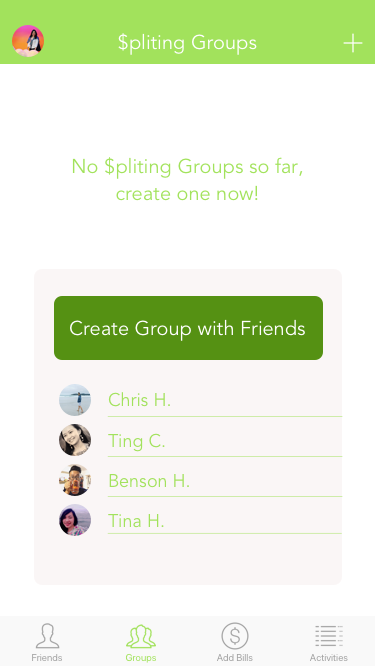 $pliting Groups
No $pliting Groups so far,
create one now!
Create Group with Friends
Chris H.
Ting C.
Benson H.
Tina H.
Friends
Groups
Add Bills
Activities